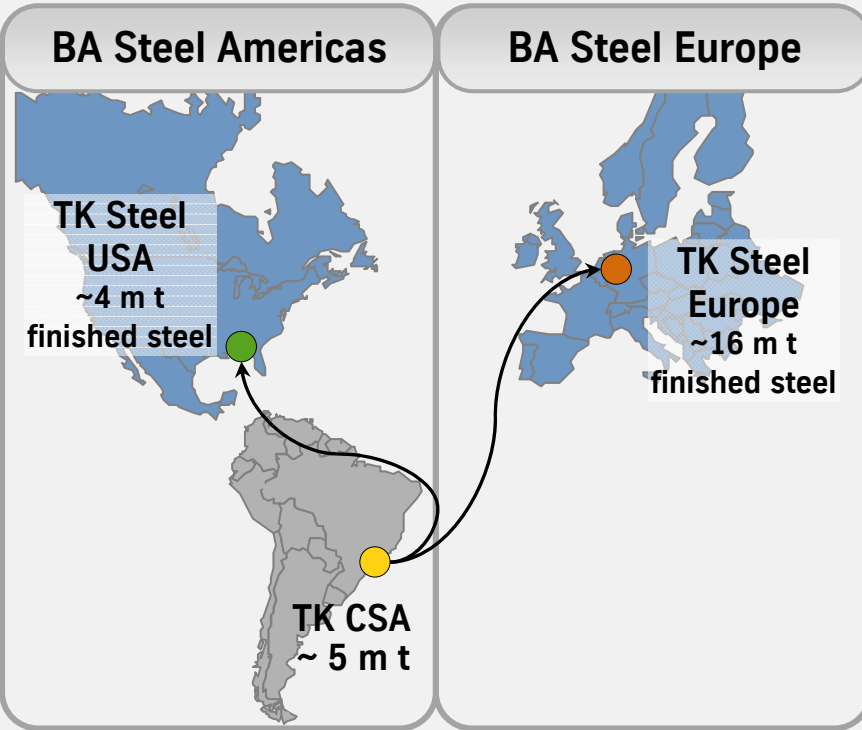 BA Steel Americas
BA Steel Europe
TK Steel
USA
~4 m t
finished steel
TK Steel
Europe
~16 m t
finished steel
TK CSA
~ 5 m t